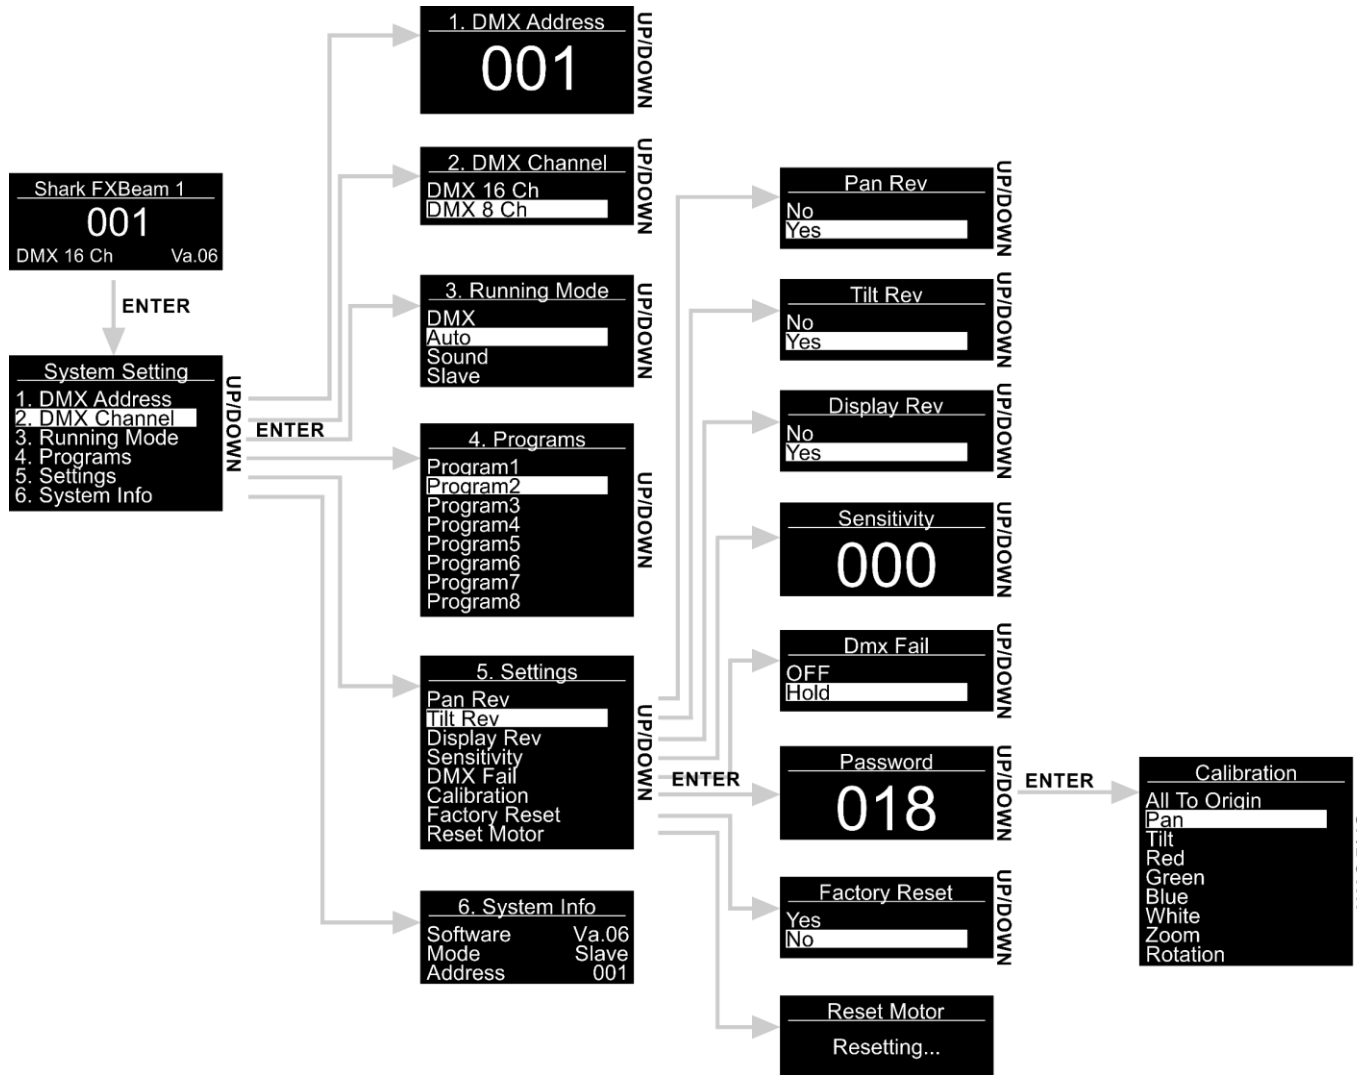 Shark FXBeam 1
001
DMX 16 Ch Va.06
ENTER
System Setting
1. DMX Address
2. DMX Channel
3. Running Mode
4. Programs
5. Settings
6. System Info
UP/DOWN
ENTER
1. DMX Address
001
UP/DOWN
2. DMX Channel
DMX 16 Ch
DMX 8 Ch
UP/DOWN
3. Running Mode
DMX
Auto
Sound
Slave
UP/DOWN
4. Programs
Program1
Program2
Program3
Program4
Program5
Program6
Program7
Program8
UP/DOWN
5. Settings
Pan Rev
Tilt Rev
Display Rev
Sensitivity
DMX Fail
Calibration
Factory Reset
Reset Motor
UP/DOWN
ENTER
6. System Info
Software Va.06
Mode Slave
Address 001
Pan Rev
No
Yes
UP/DOWN
Tilt Rev
No
Yes
UP/DOWN
Display Rev
No
Yes
UP/DOWN
Sensitivity
000
UP/DOWN
Dmx Fail
OFF
Hold
UP/DOWN
Password
018
UP/DOWN
ENTER
Factory Reset
Yes
No
UP/DOWN
Reset Motor
Resetting...
Calibration
All To Origin
Pan
Tilt
Red
Green
Blue
White
Zoom
Rotation